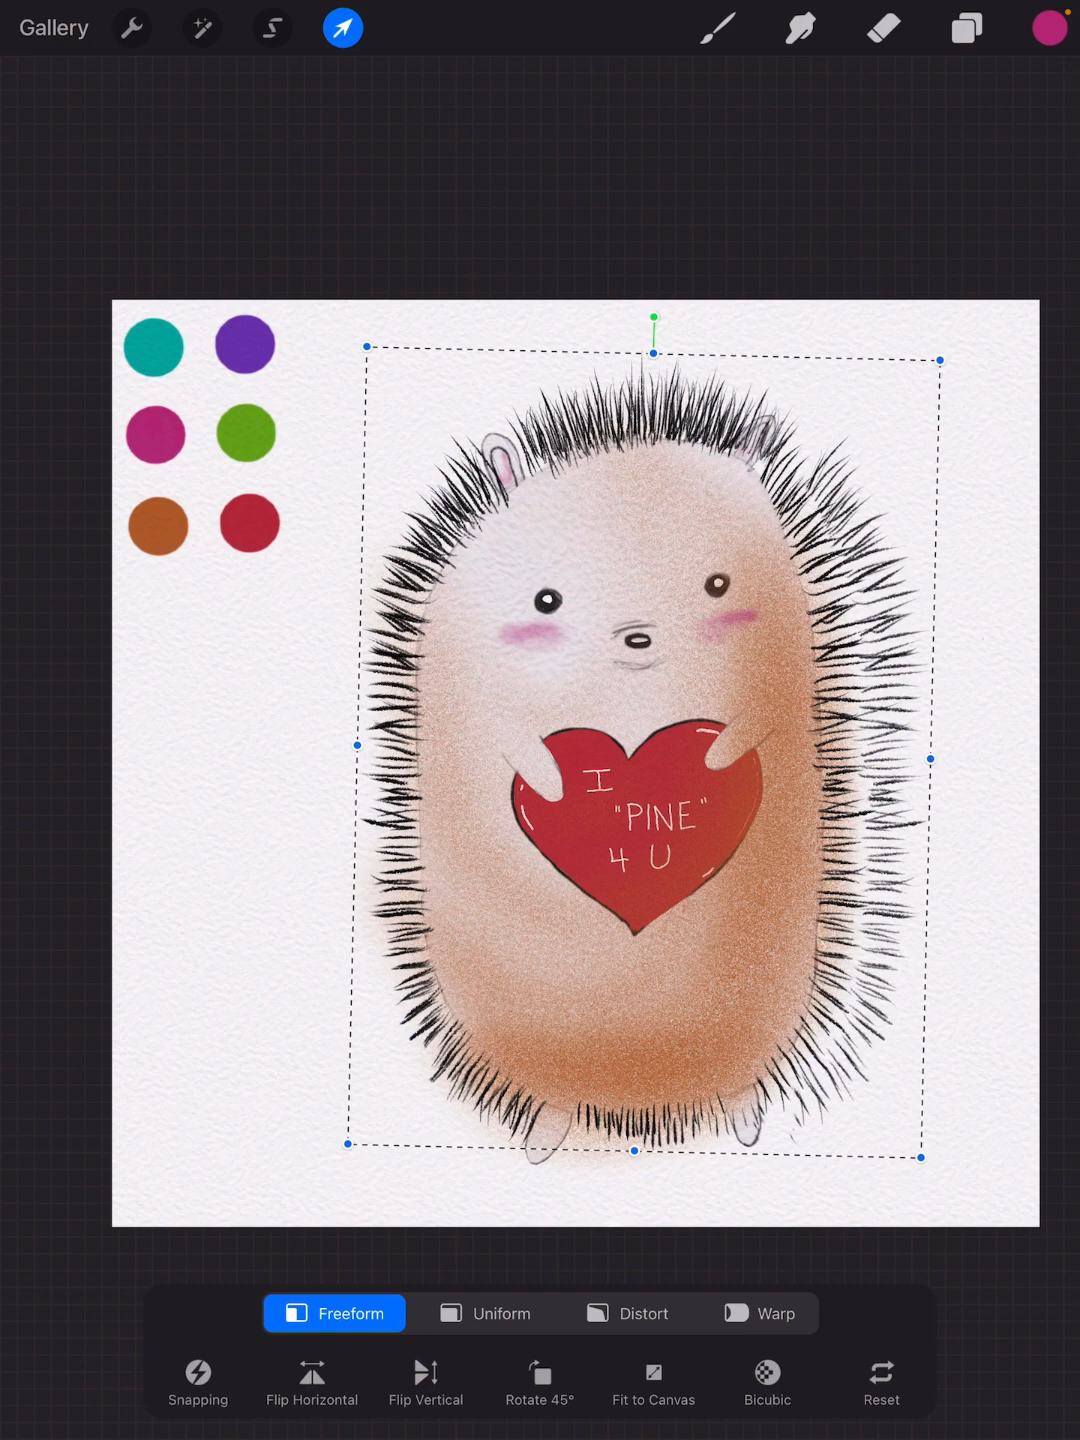 Gallery
I
"PINE"
4 U
Freeform
Uniform
Distort
Warp
Snapping
Flip Horizontal
Flip Vertical
Rotate 45°
Fit to Canvas
Bicubic
Reset